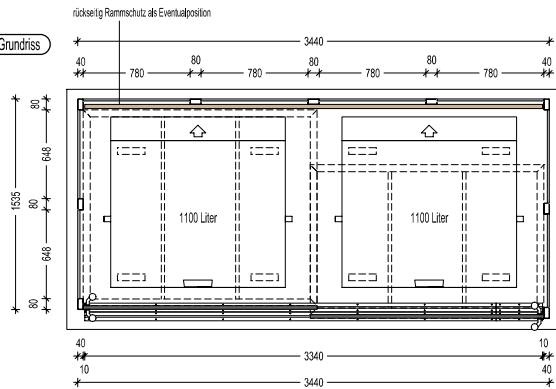 rückseitig Rammschutz als Eventualposition
Grundriss
3440
40 80 80 80 40
780 780 780 780
80
648
1535
80
648
80
1100 Liter 1100 Liter
40 10
3340
10 40
3440